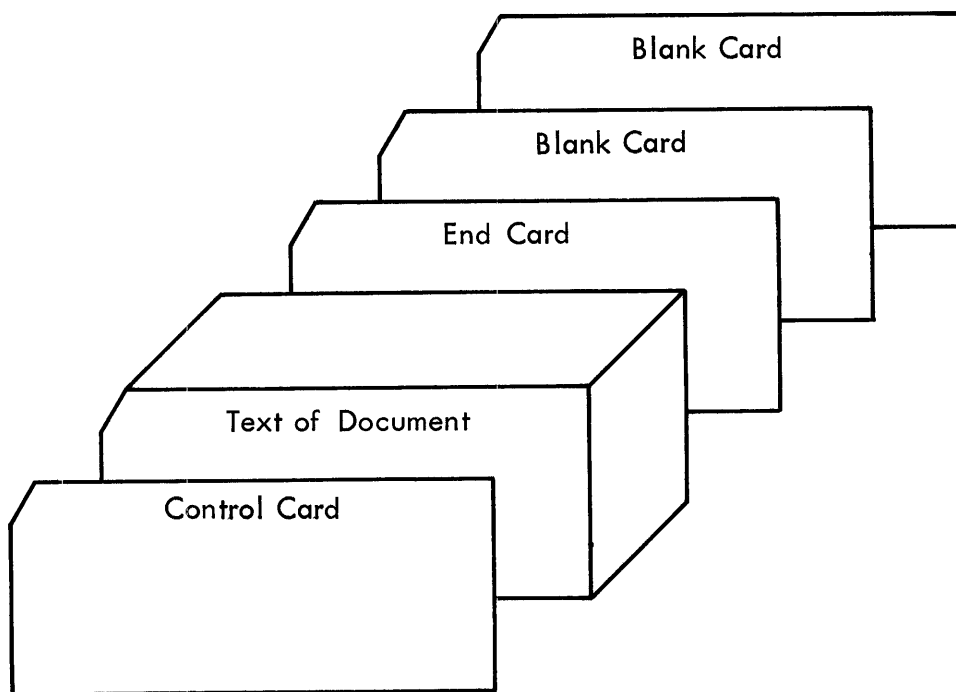 Blank Card
Blank Card
End Card
Text of Document
Control Card